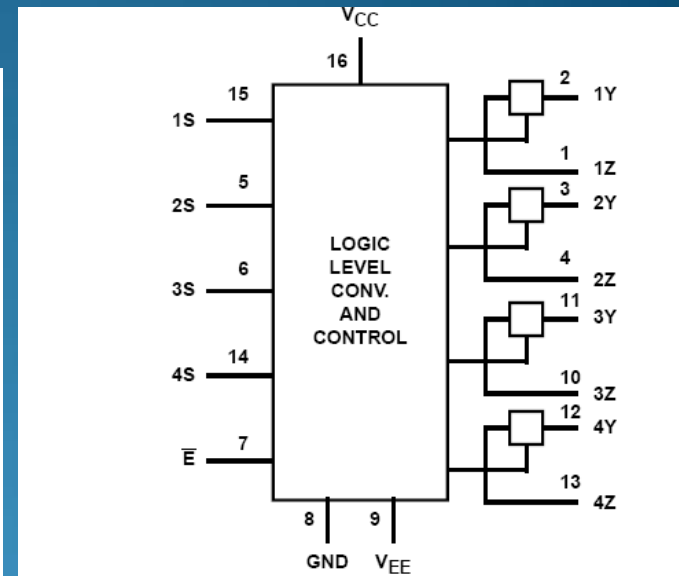 VCC
16
15
1S
5
2S
6
3S
14
4S
7
E̅
LOGIC
LEVEL
CONV.
AND
CONTROL
2
1Y
1
1Z
3
2Y
4
2Z
11
3Y
10
3Z
12
4Y
13
4Z
8
9
GND
VEE